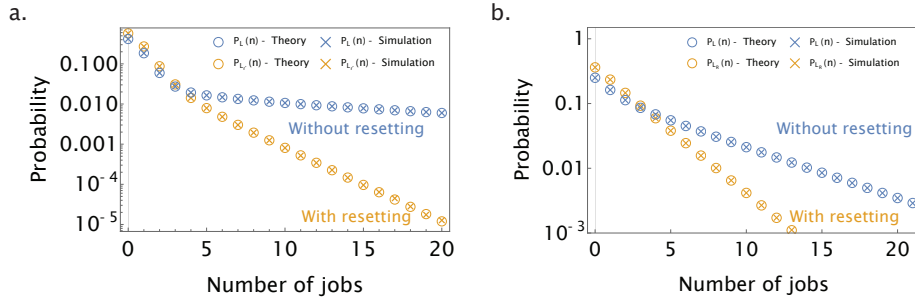 a.
P_L(n) - Theory
P_L(n) - Simulation
P_{L_r}(n) - Theory
P_{L_r}(n) - Simulation
Probability
0.100
0.010
0.001
10^-4
10^-5
Without resetting
With resetting
0 5 10 15 20
Number of jobs
b.
P_L(n) - Theory
P_L(n) - Simulation
P_{L_R}(n) - Theory
P_{L_R}(n) - Simulation
Probability
1
0.1
0.01
10^-3
Without resetting
With resetting
0 5 10 15 20
Number of jobs